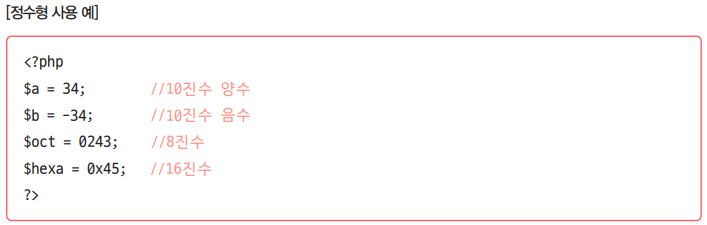 [정수형 사용 예]
<?php
$a = 34; //10진수 양수
$b = -34; //10진수 음수
$oct = 0243; //8진수
$hexa = 0x45; //16진수
?>